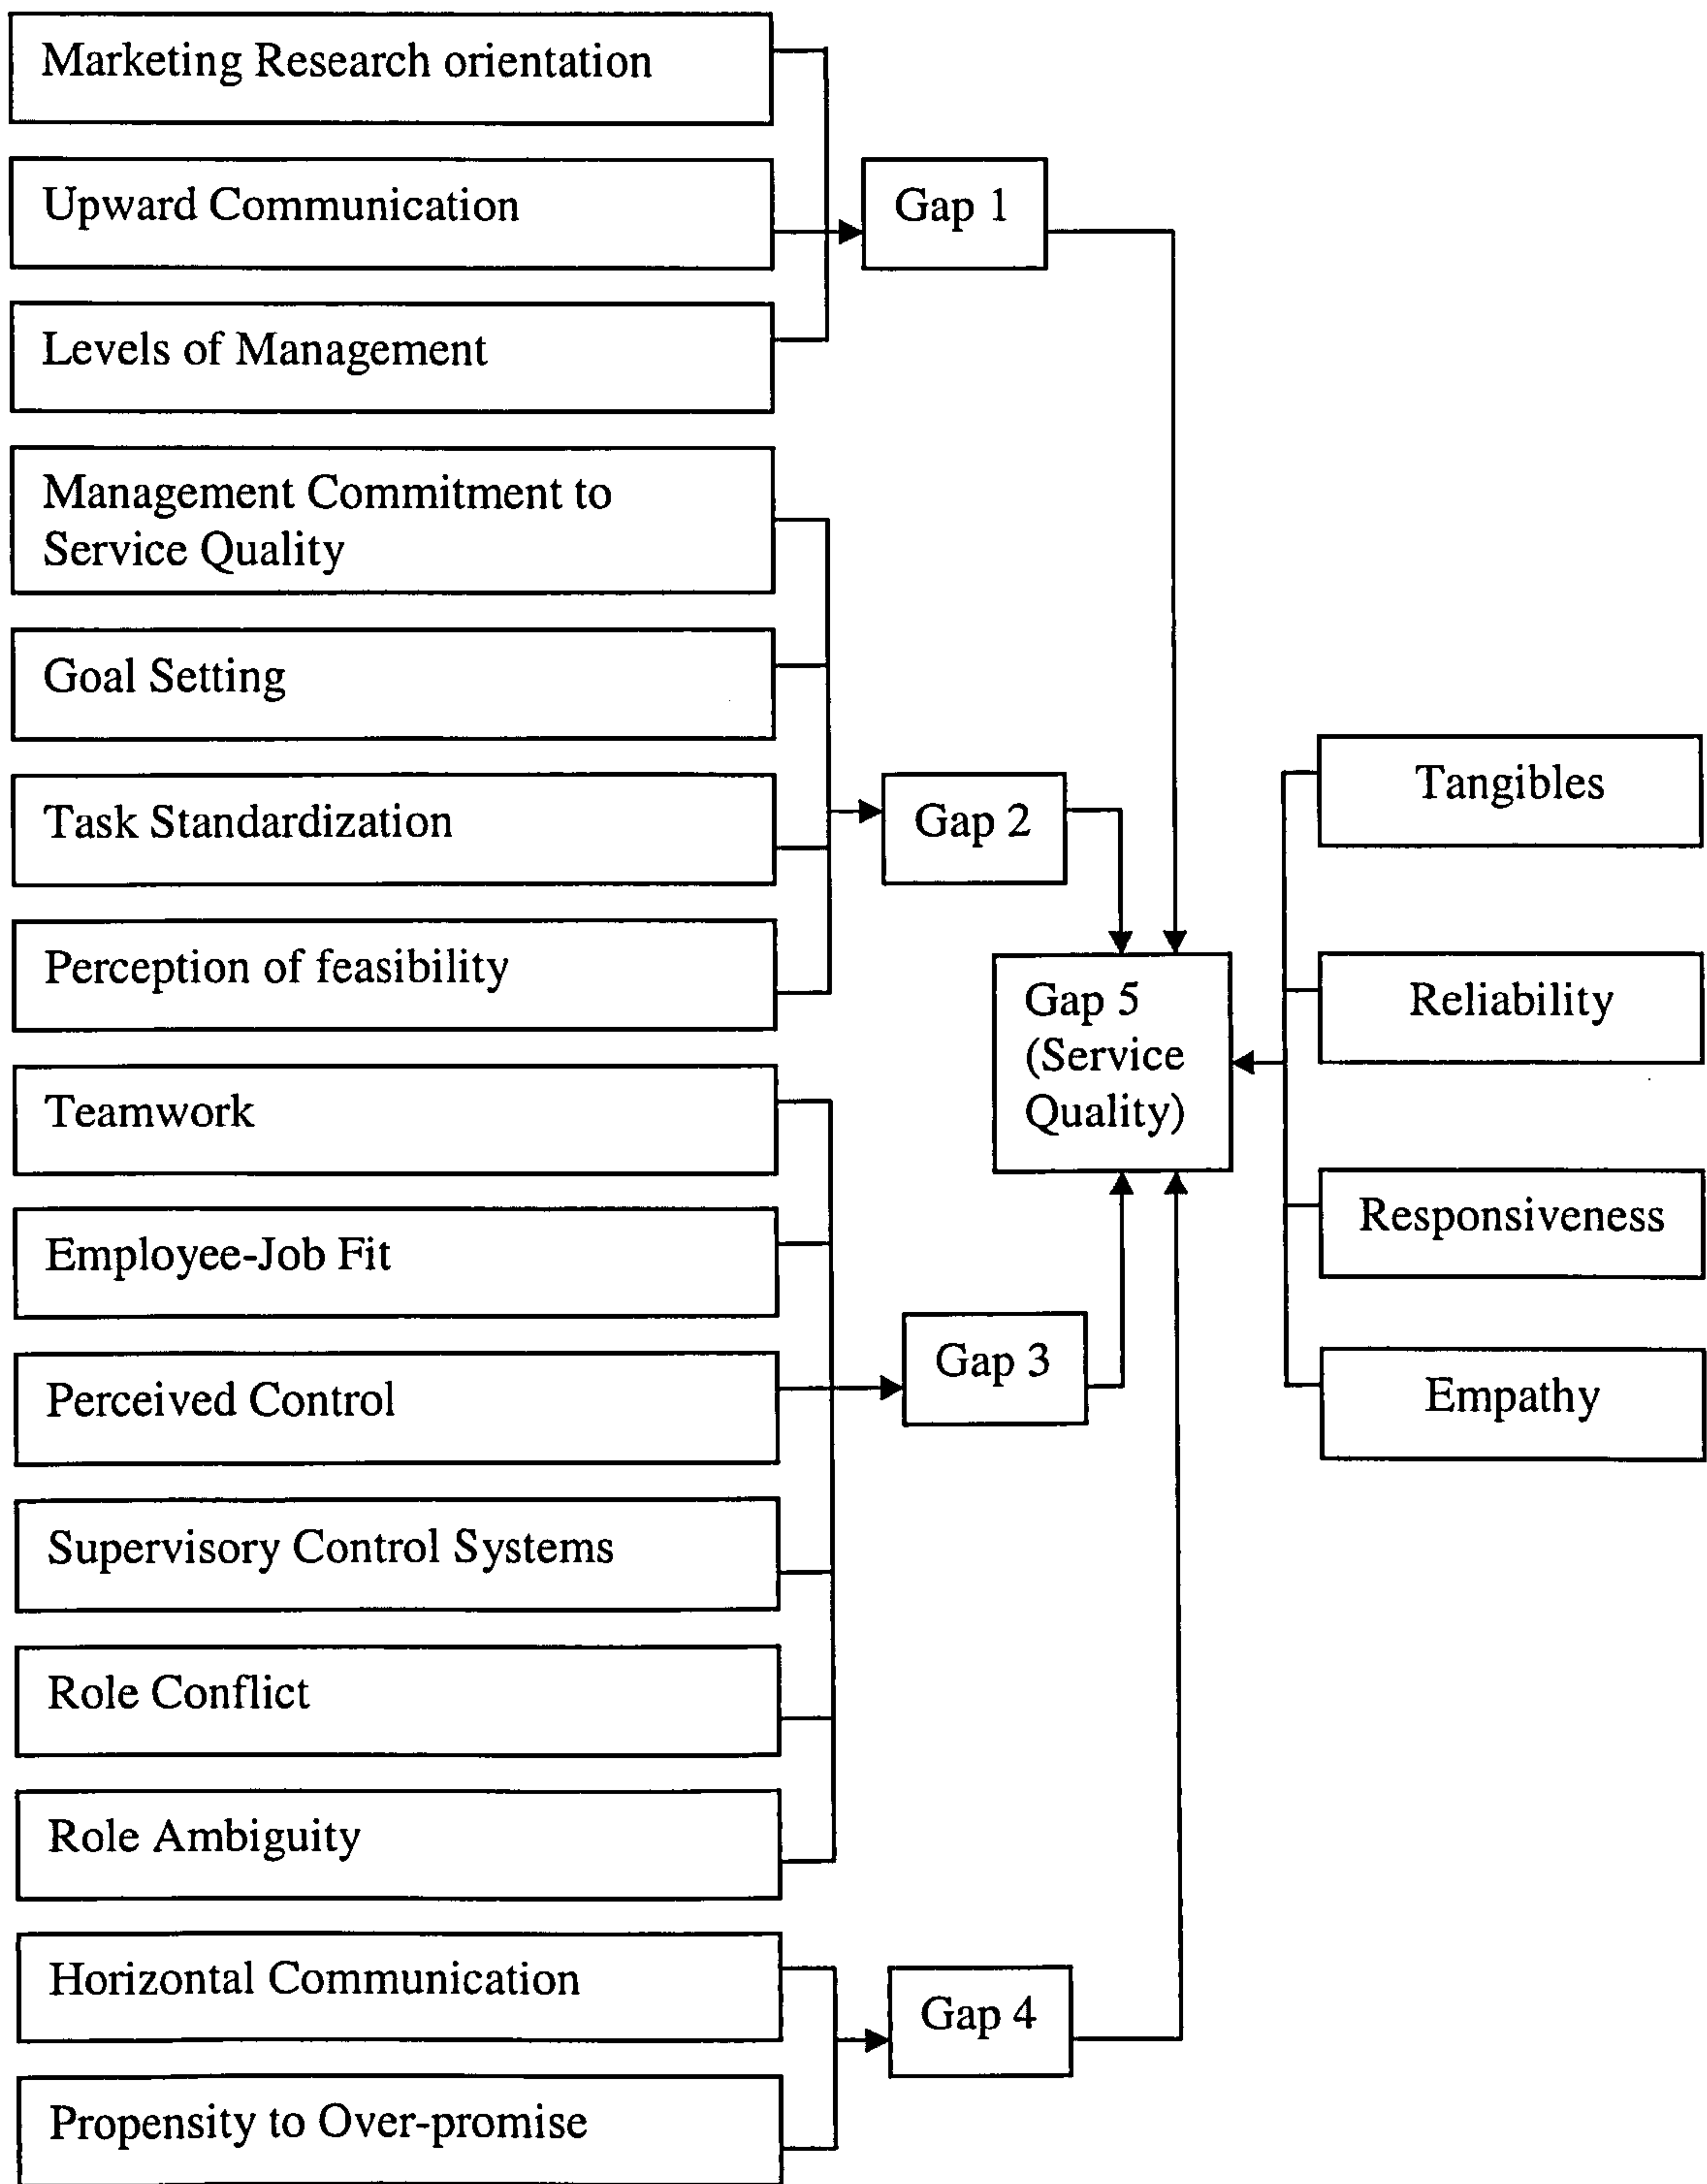 Marketing Research orientation
Upward Communication
Levels of Management
Management Commitment to
Service Quality
Goal Setting
Task Standardization
Perception of feasibility
Teamwork
Employee-Job Fit
Perceived Control
Supervisory Control Systems
Role Conflict
Role Ambiguity
Horizontal Communication
Propensity to Over-promise
Gap 1
Gap 2
Gap 3
Gap 4
Gap 5
(Service
Quality)
Tangibles
Reliability
Responsiveness
Empathy